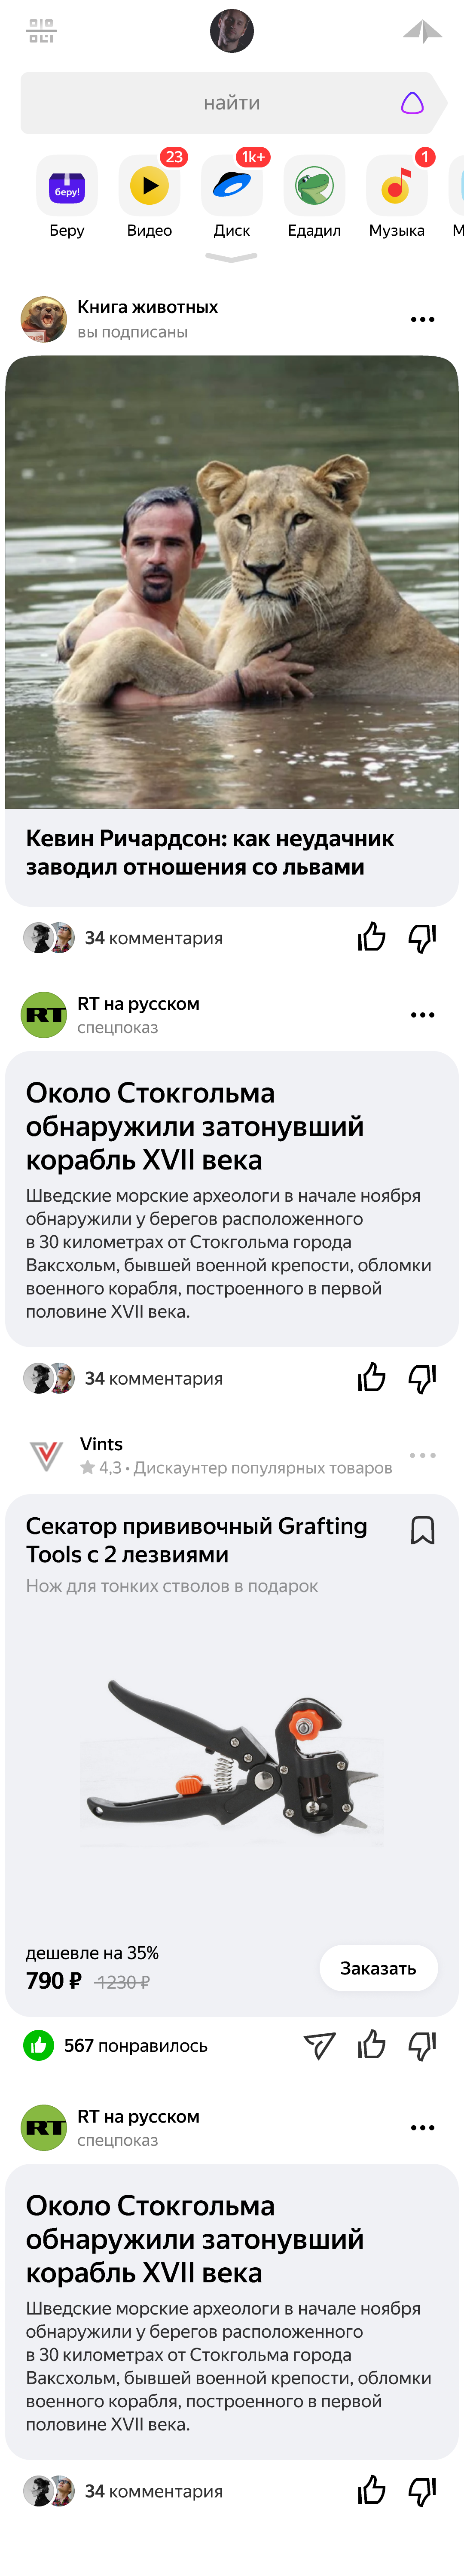 найти
23
1k+
1
беру!
Беру
Видео
Диск
Едадил
Музыка
М
Книга животных
вы подписаны
Кевин Ричардсон: как неудачник
заводил отношения со львами
34 комментария
RT
RT на русском
спецпоказ
Около Стокгольма
обнаружили затонувший
корабль XVII века
Шведские морские археологи в начале ноября
обнаружили у берегов расположенного
в 30 километрах от Стокгольма города
Ваксхольм, бывшей военной крепости, обломки
военного корабля, построенного в первой
половине XVII века.
34 комментария
Vints
4,3 • Дискаунтер популярных товаров
Секатор прививочный Grafting
Tools с 2 лезвиями
Нож для тонких стволов в подарок
дешевле на 35%
790 ₽ 1230 ₽
Заказать
567 понравилось
RT
RT на русском
спецпоказ
Около Стокгольма
обнаружили затонувший
корабль XVII века
Шведские морские археологи в начале ноября
обнаружили у берегов расположенного
в 30 километрах от Стокгольма города
Ваксхольм, бывшей военной крепости, обломки
военного корабля, построенного в первой
половине XVII века.
34 комментария